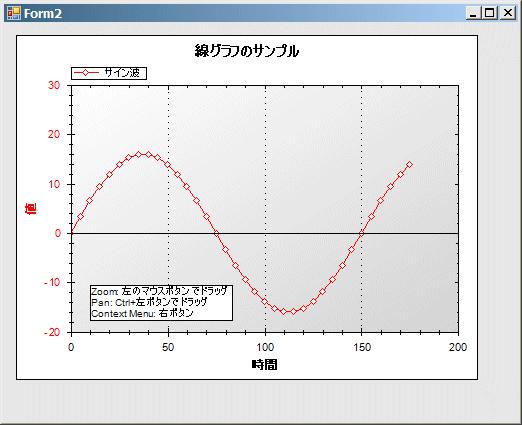 Form2
線グラフのサンプル
サイン波
30
20
10
0
-10
-20
値
Zoom: 左のマウスボタンでドラッグ
Pan: Ctrl+左ボタンでドラッグ
Context Menu: 右ボタン
0 50 100 150 200
時間